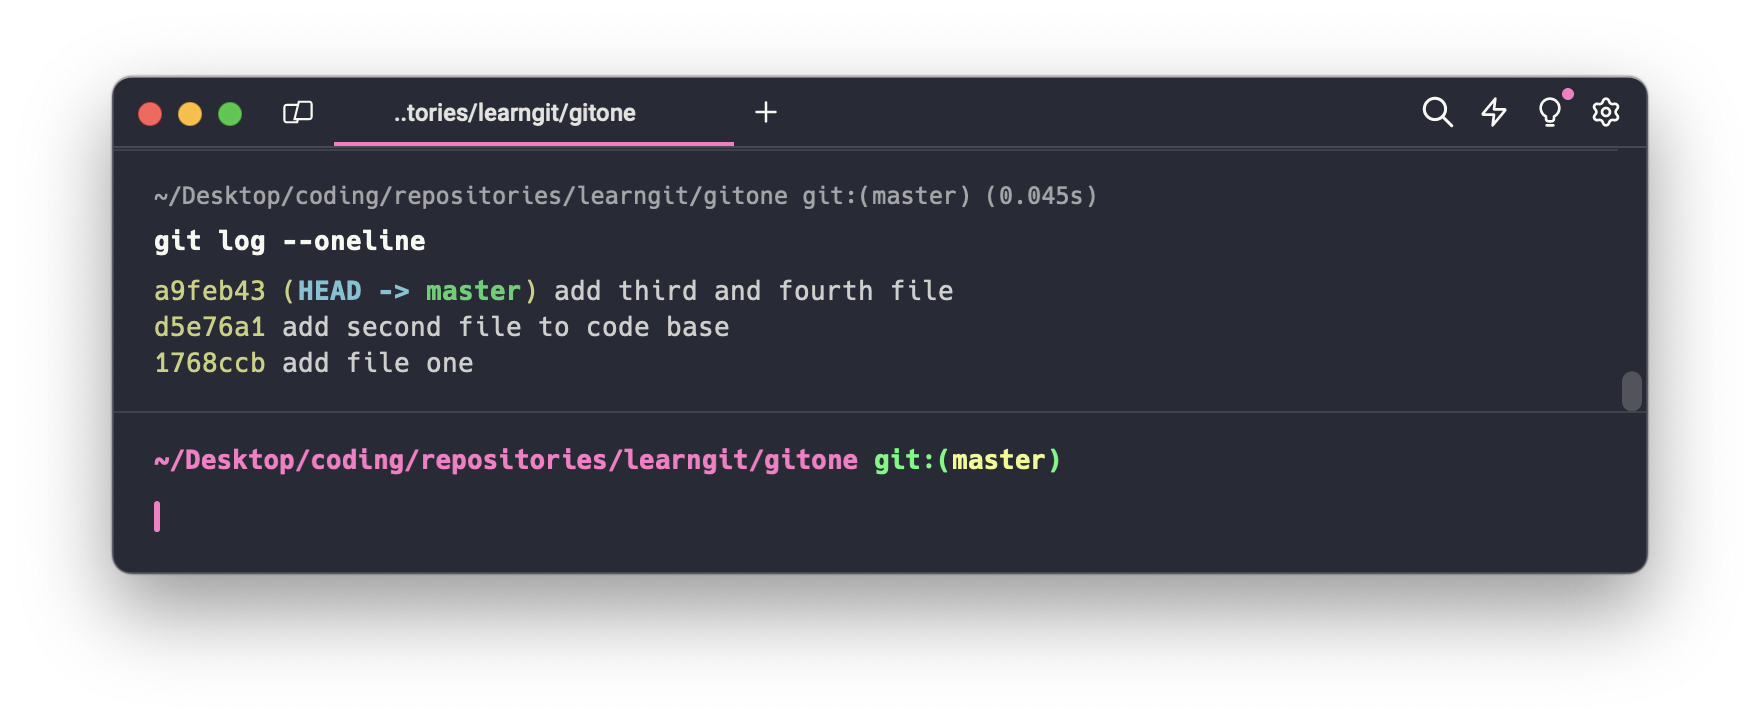 ..tories/learngit/gitone
~/Desktop/coding/repositories/learngit/gitone git:(master) (0.045s)
git log --oneline
a9feb43 (HEAD -> master) add third and fourth file
d5e76a1 add second file to code base
1768ccb add file one
~/Desktop/coding/repositories/learngit/gitone git:(master)